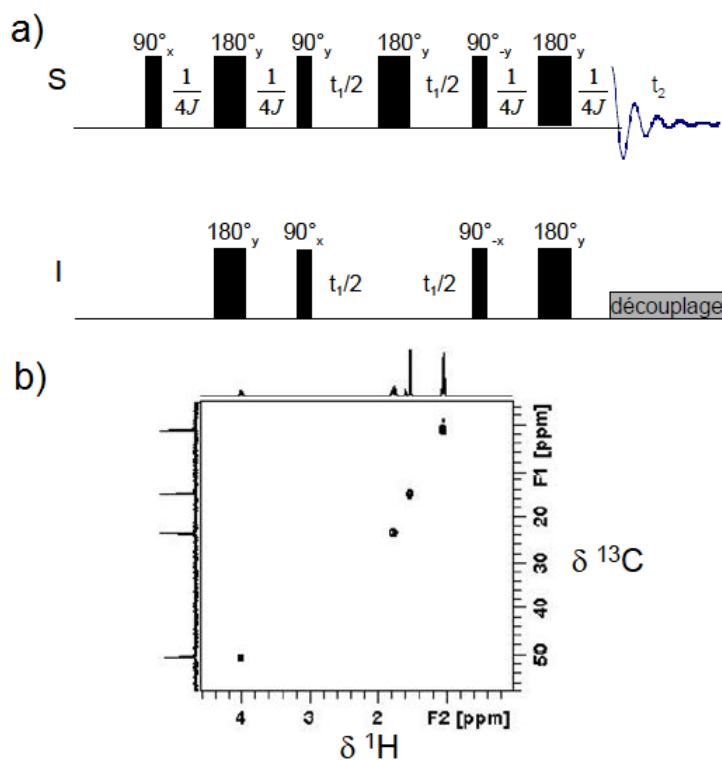 a)
90°x 180°y 90°y 180°y 90°-y 180°y
S 1/4J 1/4J t1/2 t1/2 1/4J 1/4J t2
180°y 90°x 90°-x 180°y
I t1/2 t1/2
découplage
b)
F1 [ppm]
20
30
40
50
δ 13C
4 3 2 F2 [ppm]
δ 1H